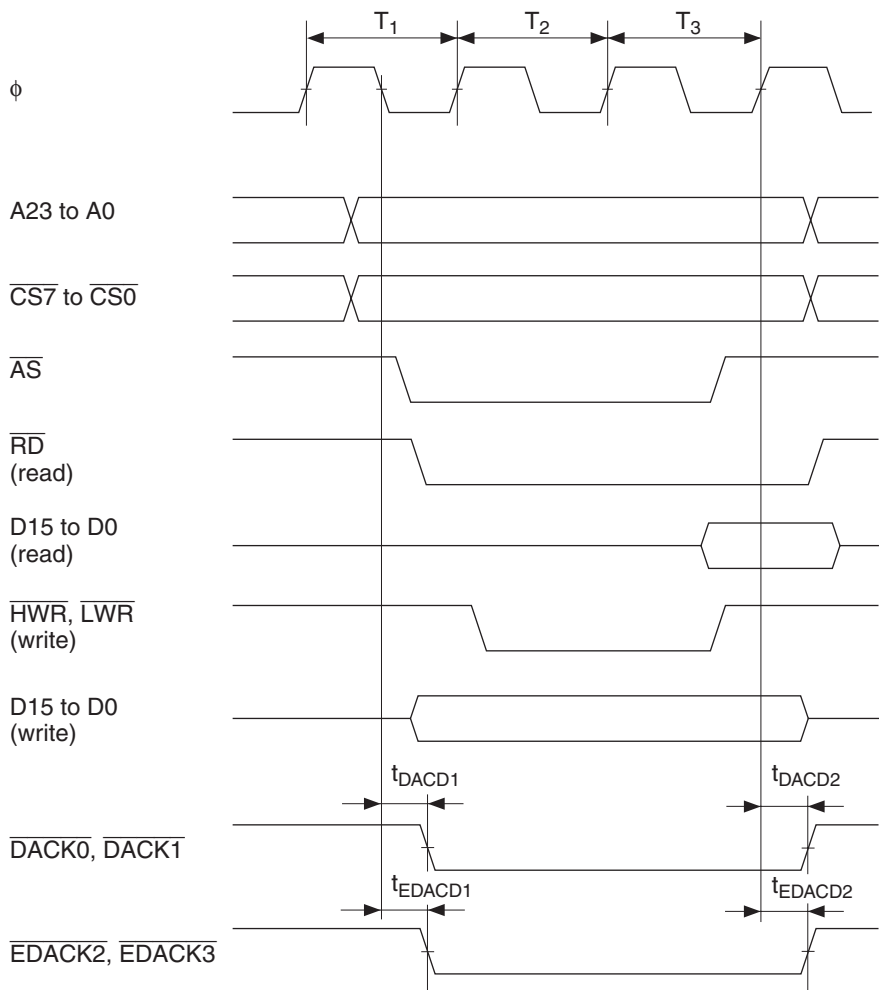 T1 T2 T3
φ
A23 to A0
CS7 to CS0
AS
RD
(read)
D15 to D0
(read)
HWR, LWR
(write)
D15 to D0
(write)
tDACD1 tDACD2
DACK0, DACK1
tEDACD1 tEDACD2
EDACK2, EDACK3